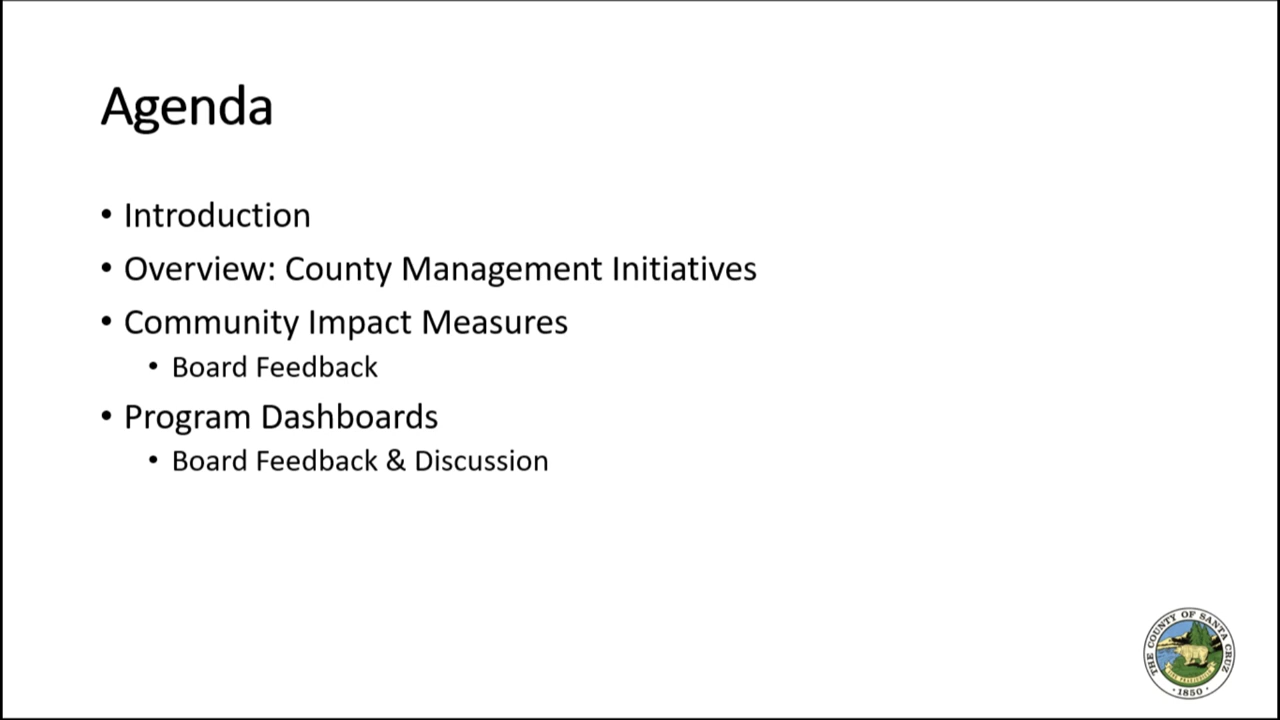 Agenda
• Introduction
• Overview: County Management Initiatives
• Community Impact Measures
• Board Feedback
• Program Dashboards
• Board Feedback & Discussion
THE COUNTY OF SANTA CRUZ
· 1850 ·